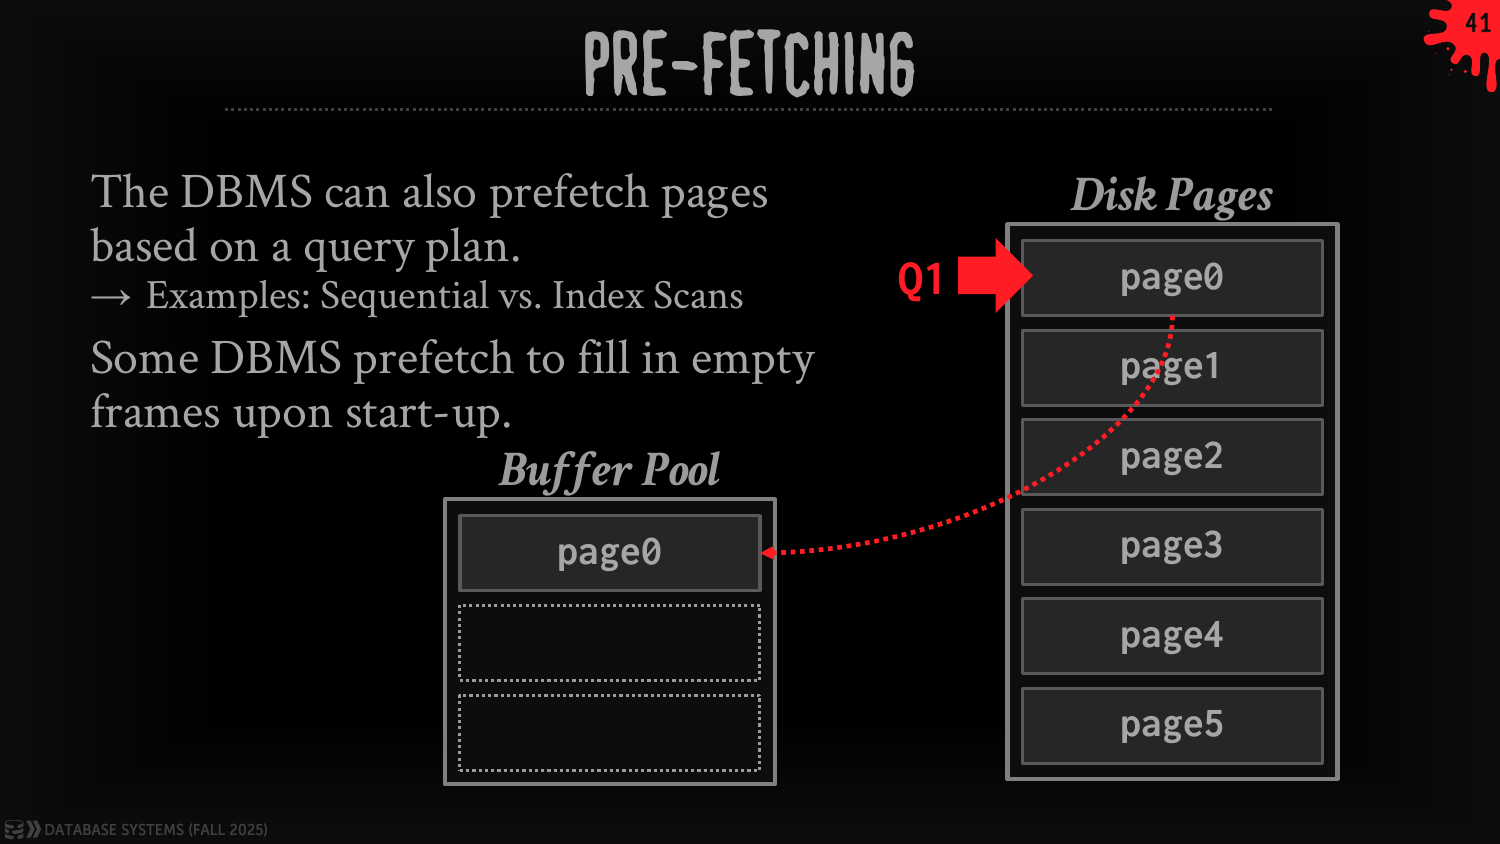 PRE-FETCHING
41
The DBMS can also prefetch pages
based on a query plan.
→ Examples: Sequential vs. Index Scans
Some DBMS prefetch to fill in empty
frames upon start-up.
Buffer Pool
page0
Disk Pages
Q1
page0
page1
page2
page3
page4
page5
DATABASE SYSTEMS (FALL 2025)